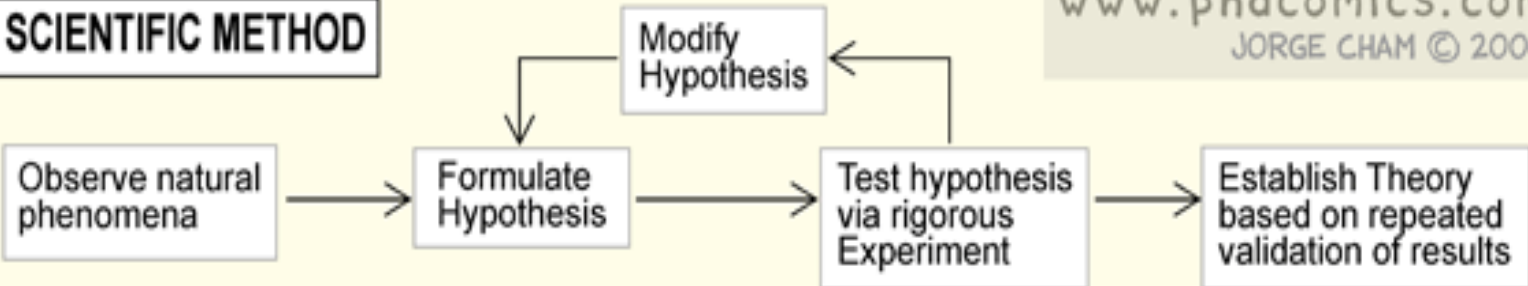 SCIENTIFIC METHOD
JORGE CHAM © 200
Modify
Hypothesis
Observe natural
phenomena
Formulate
Hypothesis
Test hypothesis
via rigorous
Experiment
Establish Theory
based on repeated
validation of results